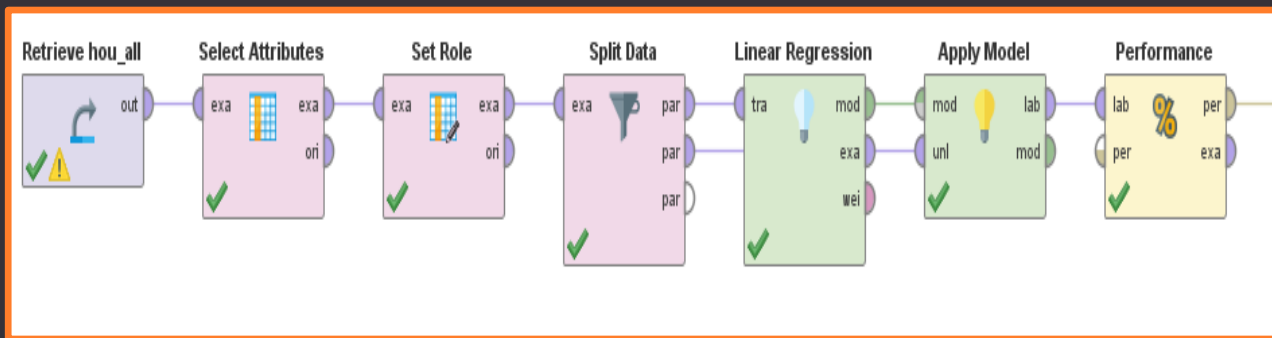 Retrieve hou_all Select Attributes Set Role Split Data Linear Regression Apply Model Performance
out exa exa exa exa exa par tra mod mod lab lab per
ori ori par exa unl mod per exa
par wei